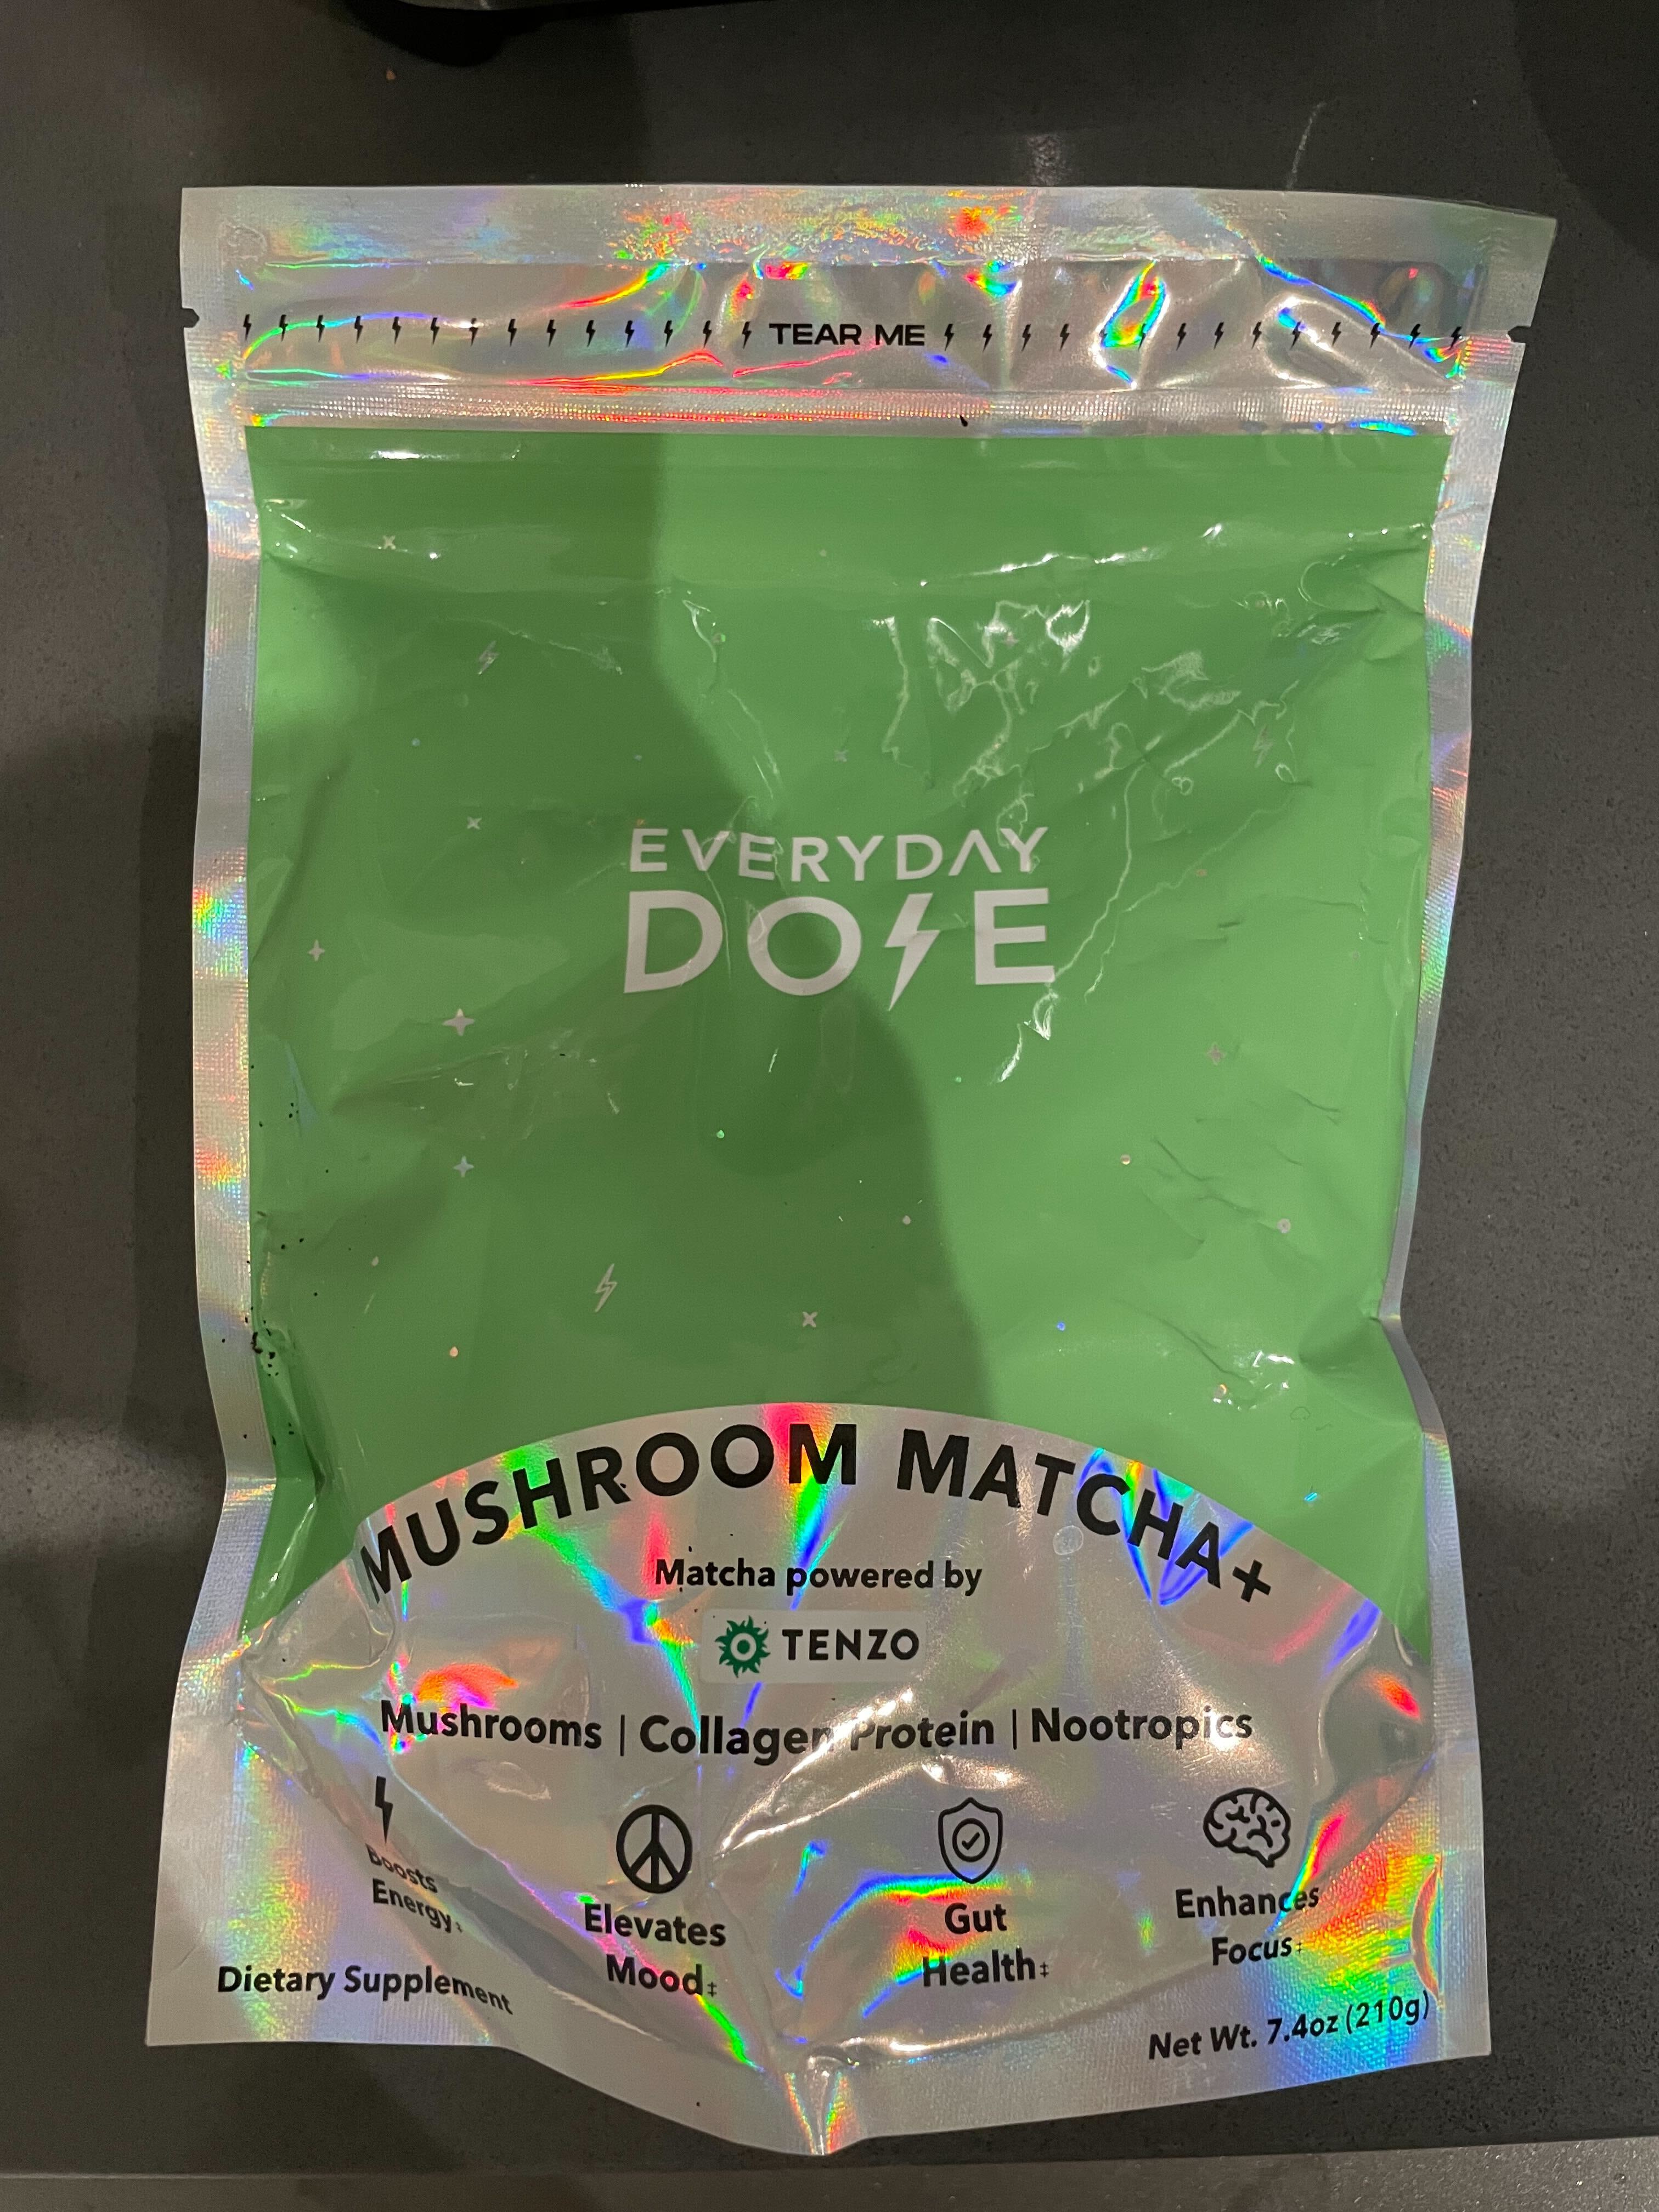 TEAR ME
EVERYDAY
DOSE
MUSHROOM MATCHA+
Matcha powered by
TENZO
Mushrooms | Collagen Protein | Nootropics
Boosts
Energy‡
Elevates
Mood‡
Gut
Health‡
Enhances
Focus‡
Dietary Supplement
Net Wt. 7.4oz (210g)